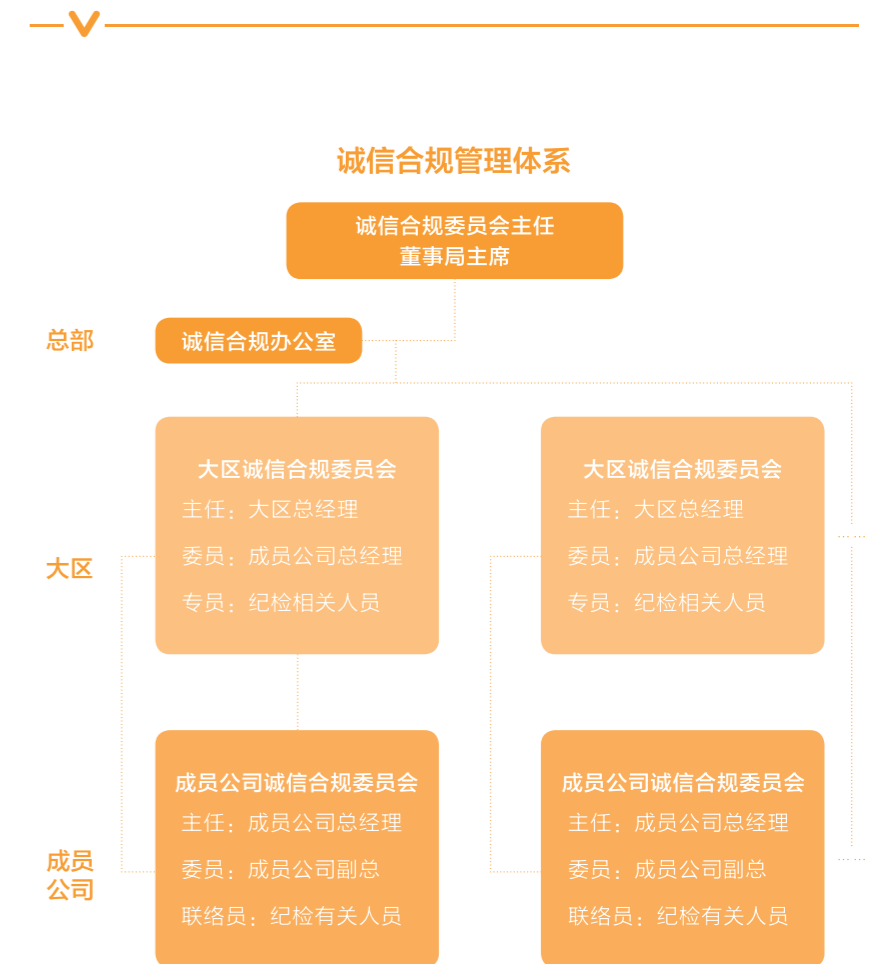 诚信合规管理体系
诚信合规委员会主任
董事局主席
总部
诚信合规办公室
大区诚信合规委员会
主任：大区总经理
委员：成员公司总经理
专员：纪检相关人员
大区诚信合规委员会
主任：大区总经理
委员：成员公司总经理
专员：纪检相关人员
大区
成员公司诚信合规委员会
主任：成员公司总经理
委员：成员公司副总
联络员：纪检有关人员
成员公司诚信合规委员会
主任：成员公司总经理
委员：成员公司副总
联络员：纪检有关人员
成员
公司